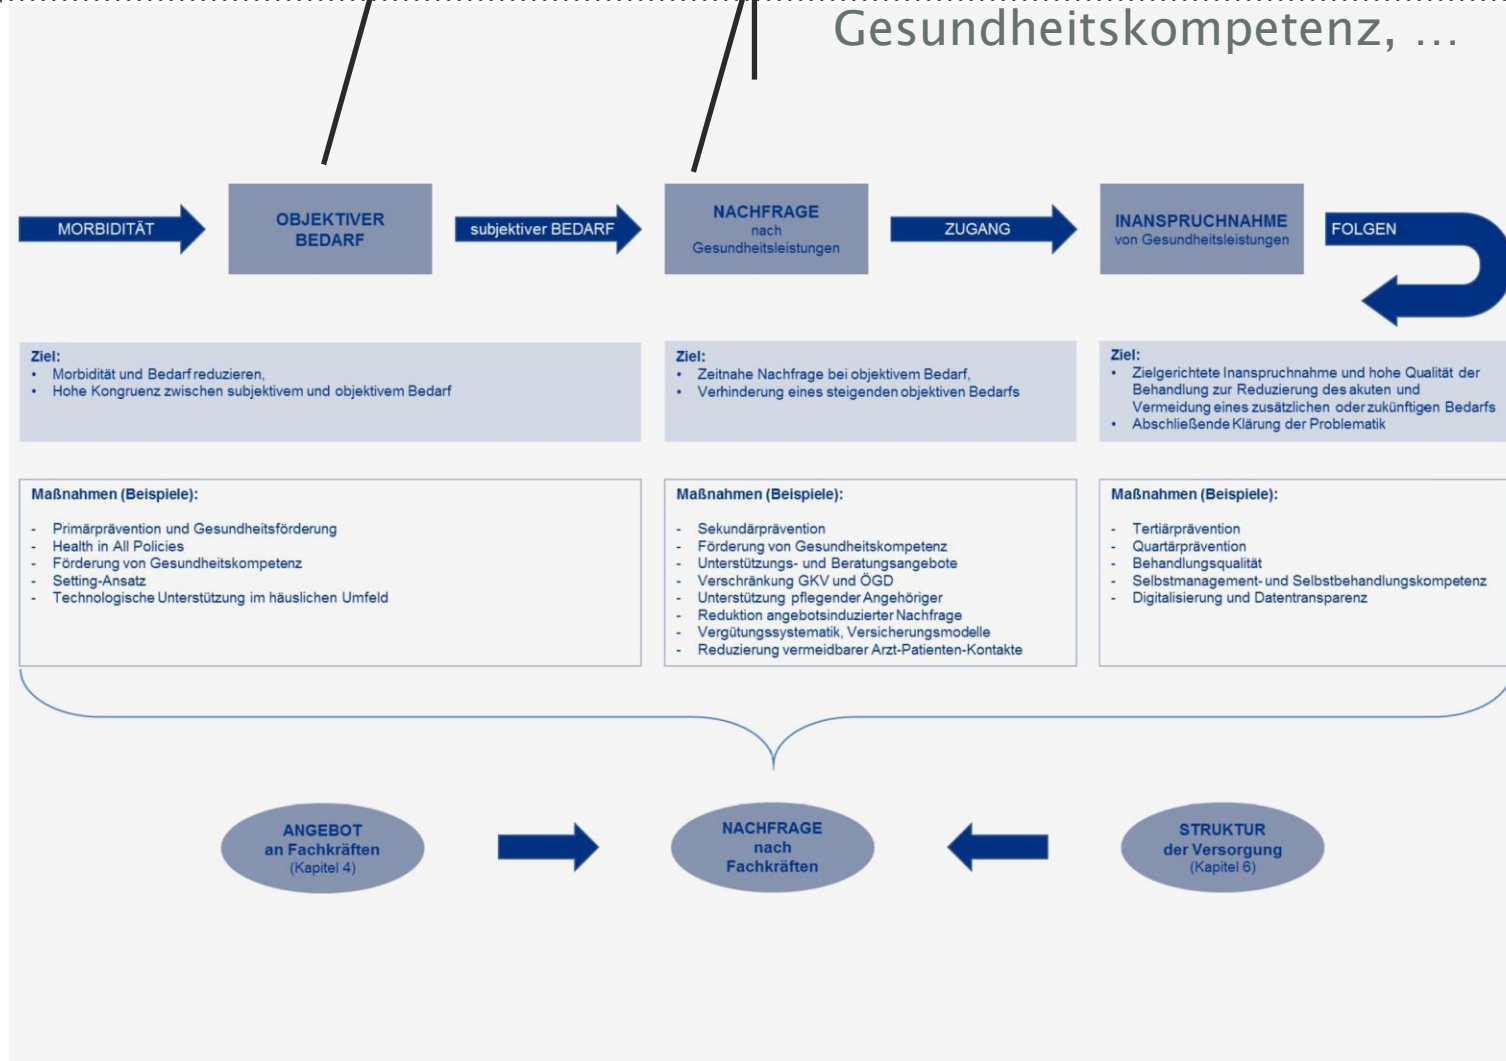 Gesundheitskompetenz, ...
MORBIDITÄT
OBJEKTIVER
BEDARF
subjektiver BEDARF
NACHFRAGE
nach
Gesundheitsleistungen
ZUGANG
INANSPRUCHNAHME
von Gesundheitsleistungen
FOLGEN
Ziel:
• Morbidität und Bedarf reduzieren,
• Hohe Kongruenz zwischen subjektivem und objektivem Bedarf
Ziel:
• Zeitnahe Nachfrage bei objektivem Bedarf,
• Verhinderung eines steigenden objektiven Bedarfs
Ziel:
• Zielgerichtete Inanspruchnahme und hohe Qualität der
Behandlung zur Reduzierung des akuten und
Vermeidung eines zusätzlichen oder zukünftigen Bedarfs
• Abschließende Klärung der Problematik
Maßnahmen (Beispiele):
- Primärprävention und Gesundheitsförderung
- Health in All Policies
- Förderung von Gesundheitskompetenz
- Setting-Ansatz
- Technologische Unterstützung im häuslichen Umfeld
Maßnahmen (Beispiele):
- Sekundärprävention
- Förderung von Gesundheitskompetenz
- Unterstützungs- und Beratungsangebote
- Verschränkung GKV und ÖGD
- Unterstützung pflegender Angehöriger
- Reduktion angebotsinduzierter Nachfrage
- Vergütungssystematik, Versicherungsmodelle
- Reduzierung vermeidbarer Arzt-Patienten-Kontakte
Maßnahmen (Beispiele):
- Tertiärprävention
- Quartärprävention
- Behandlungsqualität
- Selbstmanagement- und Selbstbehandlungskompetenz
- Digitalisierung und Datentransparenz
ANGEBOT
an Fachkräften
(Kapitel 4)
NACHFRAGE
nach
Fachkräften
STRUKTUR
der Versorgung
(Kapitel 6)